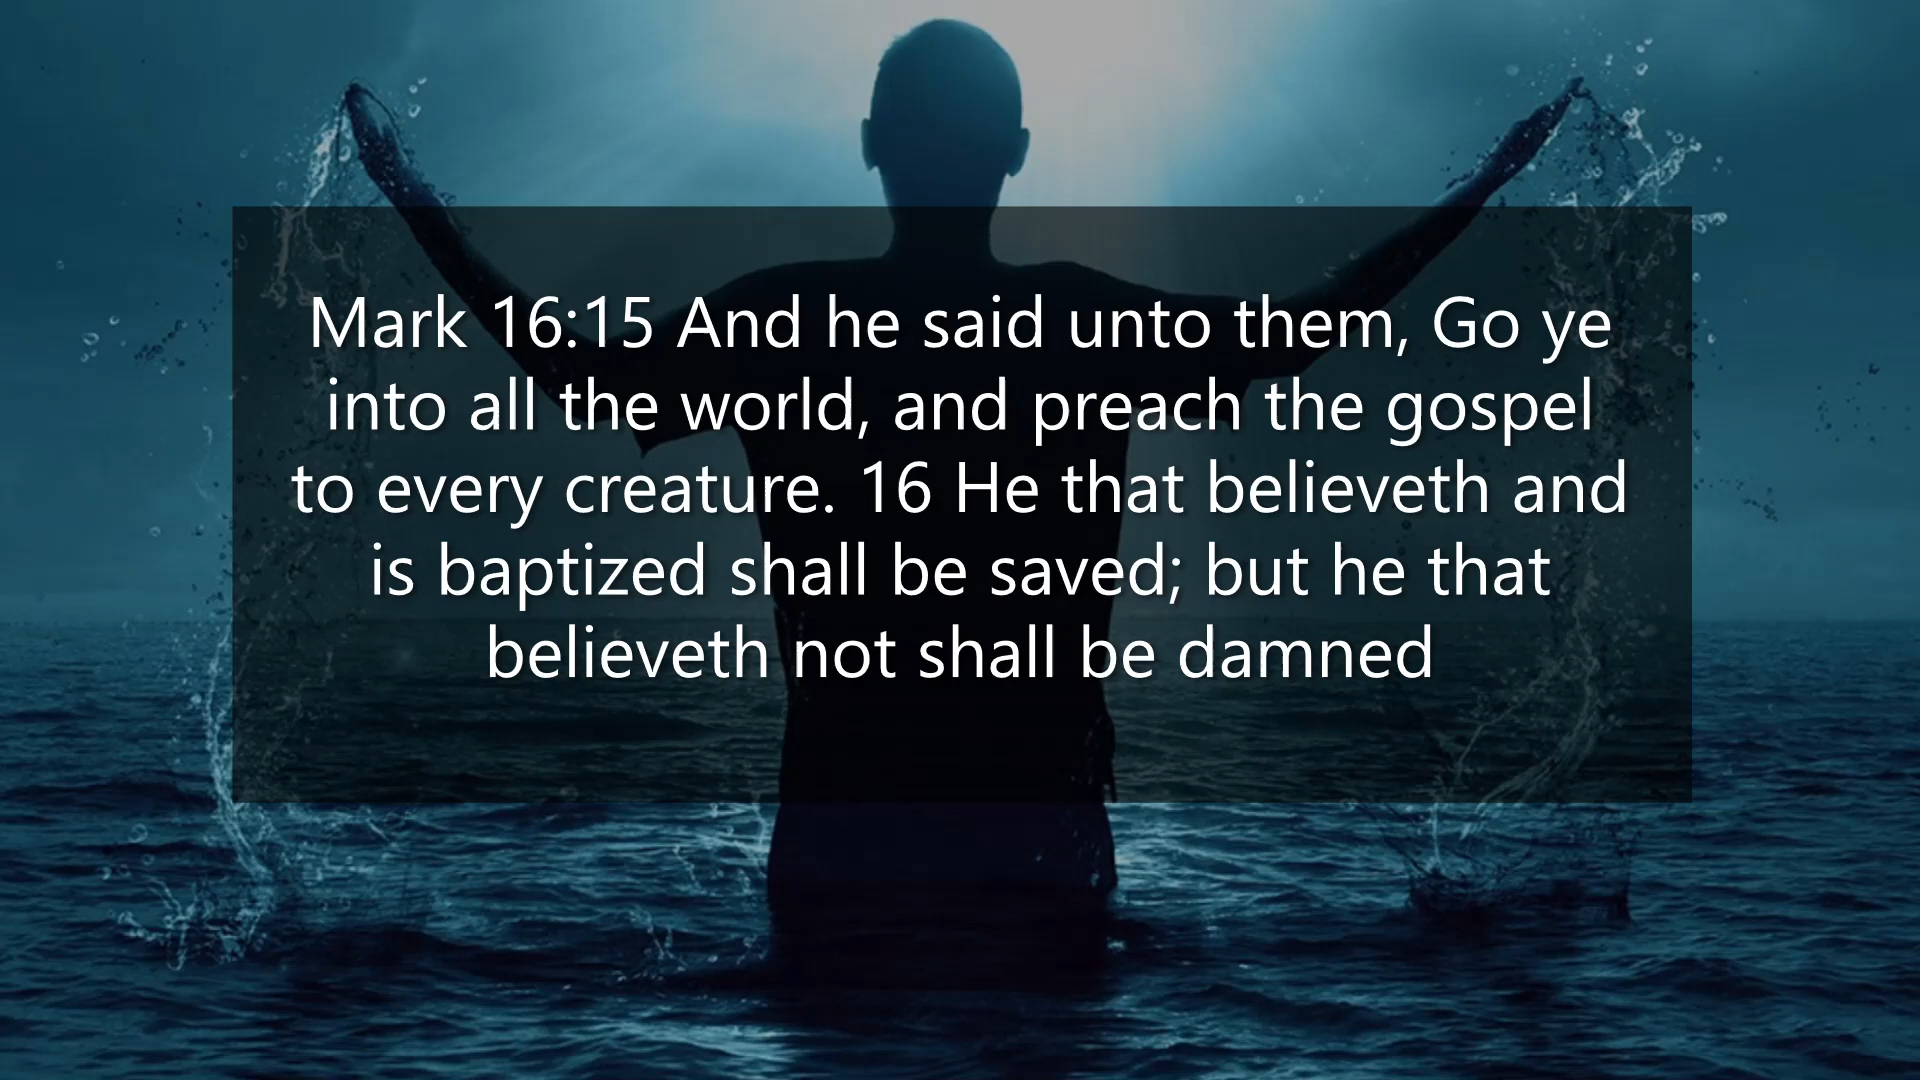 Mark 16:15 And he said unto them, Go ye
into all the world, and preach the gospel
to every creature. 16 He that believeth and
is baptized shall be saved; but he that
believeth not shall be damned